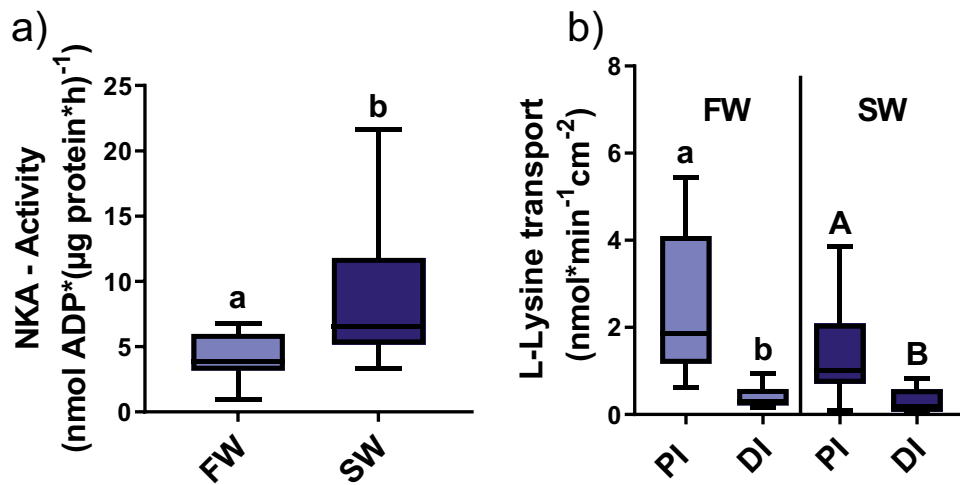 a)
NKA - Activity
(nmol ADP*(µg protein*h)⁻¹
25
20
15
10
5
0
a
b
FW
SW
b)
L-Lysine transport
(nmol*min⁻¹cm⁻²
8
6
4
2
0
FW
SW
a
b
A
B
PI
DI
PI
DI